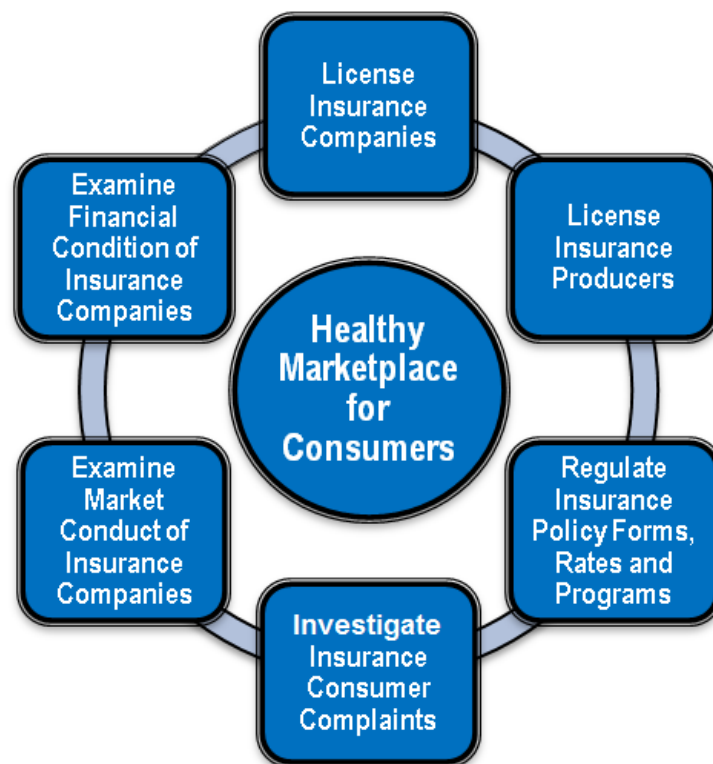 License
Insurance
Companies
License
Insurance
Producers
Regulate
Insurance
Policy Forms,
Rates and
Programs
Investigate
Insurance
Consumer
Complaints
Examine
Market
Conduct of
Insurance
Companies
Examine
Financial
Condition of
Insurance
Companies
Healthy
Marketplace
for
Consumers